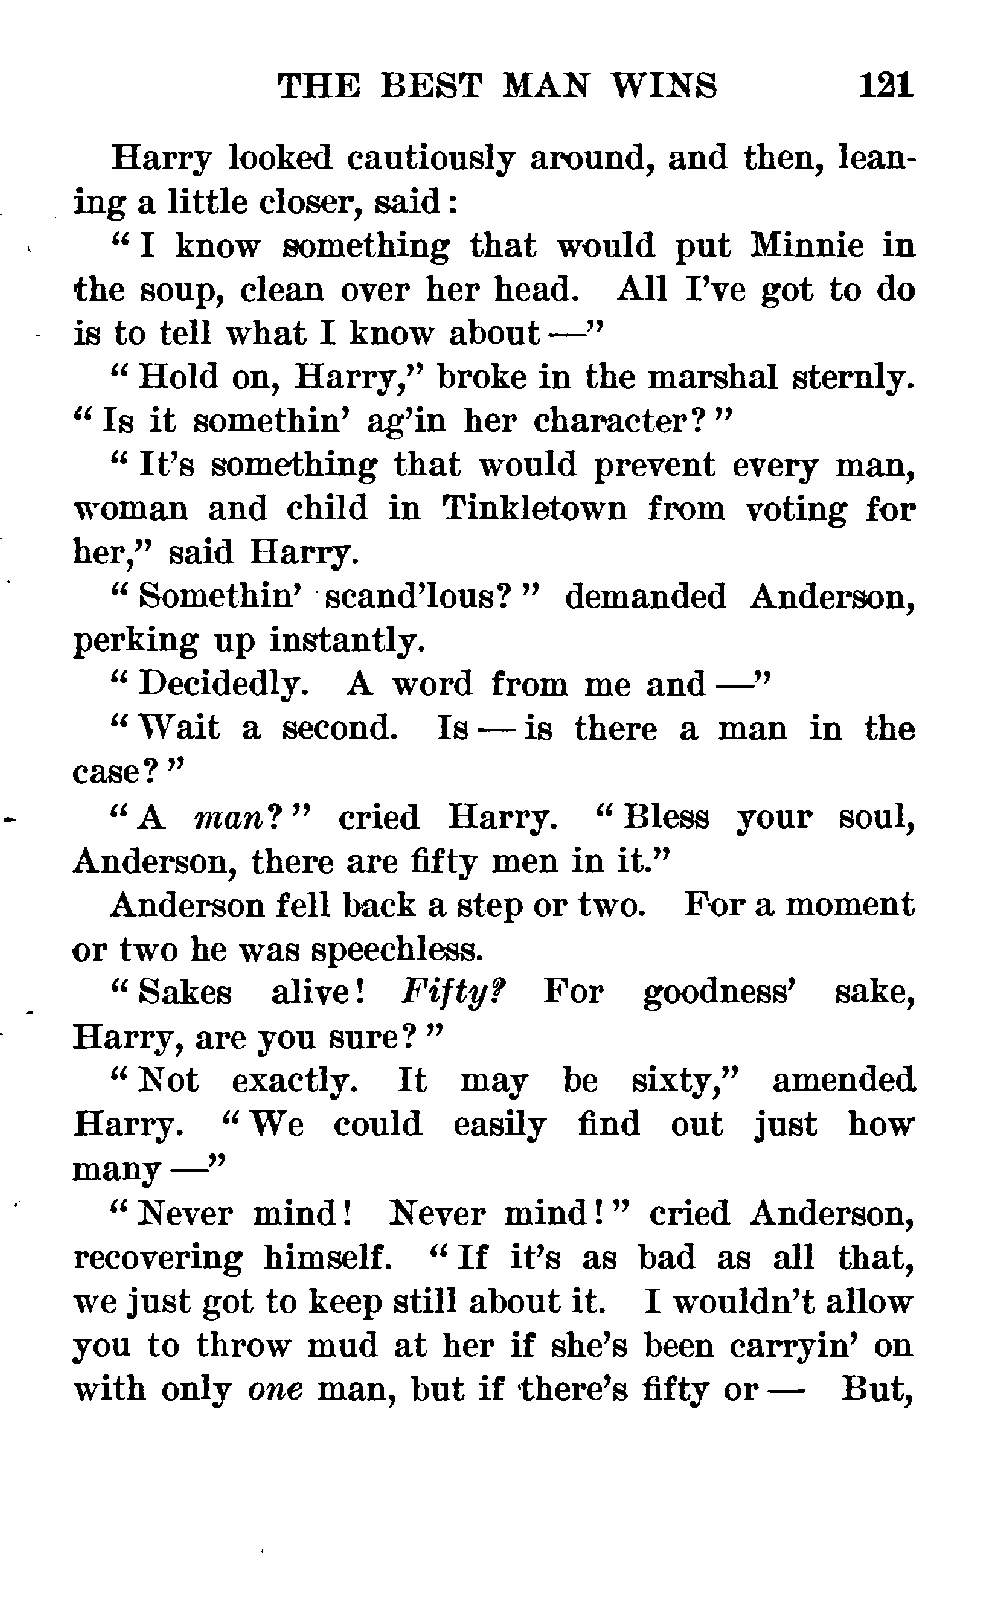 THE BEST MAN WINS 121
Harry looked cautiously around, and then, lean-
ing a little closer, said:
“I know something that would put Minnie in
the soup, clean over her head. All I’ve got to do
is to tell what I know about—”
“Hold on, Harry,” broke in the marshal sternly.
“Is it somethin’ ag’in her character?”
“It’s something that would prevent every man,
woman and child in Tinkletown from voting for
her,” said Harry.
“Somethin’ scand’lous?” demanded Anderson,
perking up instantly.
“Decidedly. A word from me and—”
“Wait a second. Is—is there a man in the
case?”
“A man?” cried Harry. “Bless your soul,
Anderson, there are fifty men in it.”
Anderson fell back a step or two. For a moment
or two he was speechless.
“Sakes alive! Fifty? For goodness’ sake,
Harry, are you sure?”
“Not exactly. It may be sixty,” amended
Harry. “We could easily find out just how
many—”
“Never mind! Never mind!” cried Anderson,
recovering himself. “If it’s as bad as all that,
we just got to keep still about it. I wouldn’t allow
you to throw mud at her if she’s been carryin’ on
with only one man, but if there’s fifty or— But,